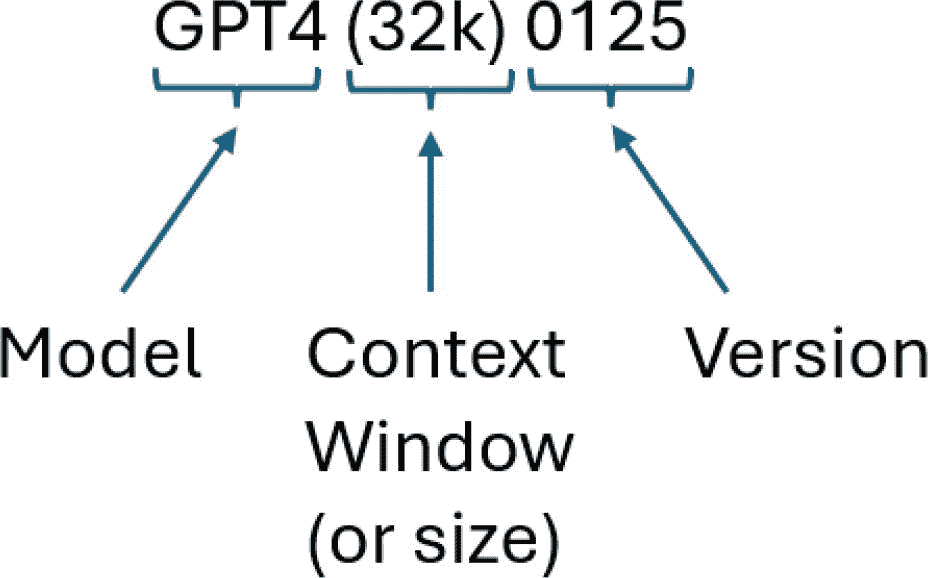 GPT4 (32k) 0125
Model
Context
Window
(or size)
Version